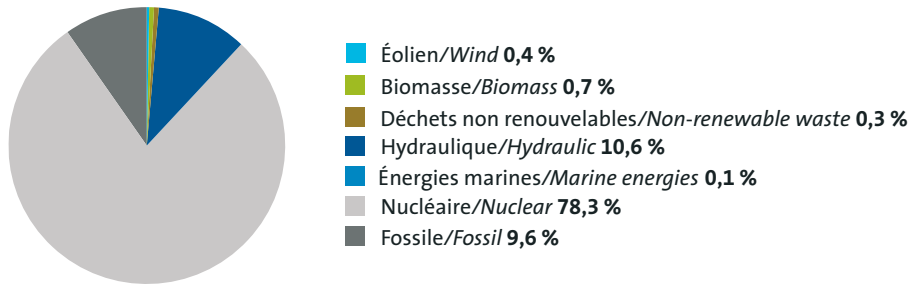 Éolien/Wind 0,4 %
Biomasse/Biomass 0,7 %
Déchets non renouvelables/Non-renewable waste 0,3 %
Hydraulique/Hydraulic 10,6 %
Énergies marines/Marine energies 0,1 %
Nucléaire/Nuclear 78,3 %
Fossile/Fossil 9,6 %